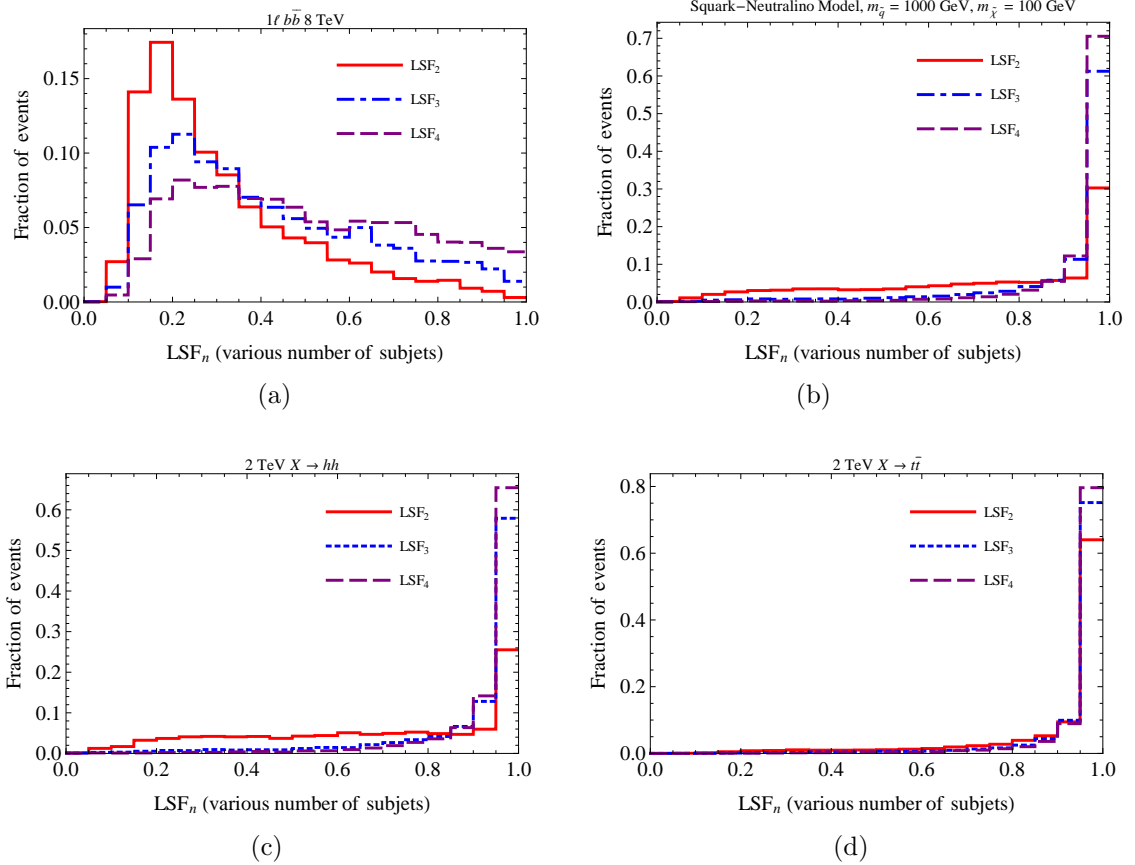 1ℓ bb̅ 8 TeV
LSF₂
LSF₃
LSF₄
Fraction of events
0.15
0.10
0.05
0.00
0.0 0.2 0.4 0.6 0.8 1.0
LSFₙ (various number of subjets)
(a)
Squark−Neutralino Model, m_q̃ = 1000 GeV, m_χ̃ = 100 GeV
LSF₂
LSF₃
LSF₄
Fraction of events
0.7
0.6
0.5
0.4
0.3
0.2
0.1
0.0
0.0 0.2 0.4 0.6 0.8 1.0
LSFₙ (various number of subjets)
(b)
2 TeV X → hh
LSF₂
LSF₃
LSF₄
Fraction of events
0.6
0.5
0.4
0.3
0.2
0.1
0.0
0.0 0.2 0.4 0.6 0.8 1.0
LSFₙ (various number of subjets)
(c)
2 TeV X → tt̅
LSF₂
LSF₃
LSF₄
Fraction of events
0.8
0.6
0.4
0.2
0.0
0.0 0.2 0.4 0.6 0.8 1.0
LSFₙ (various number of subjets)
(d)